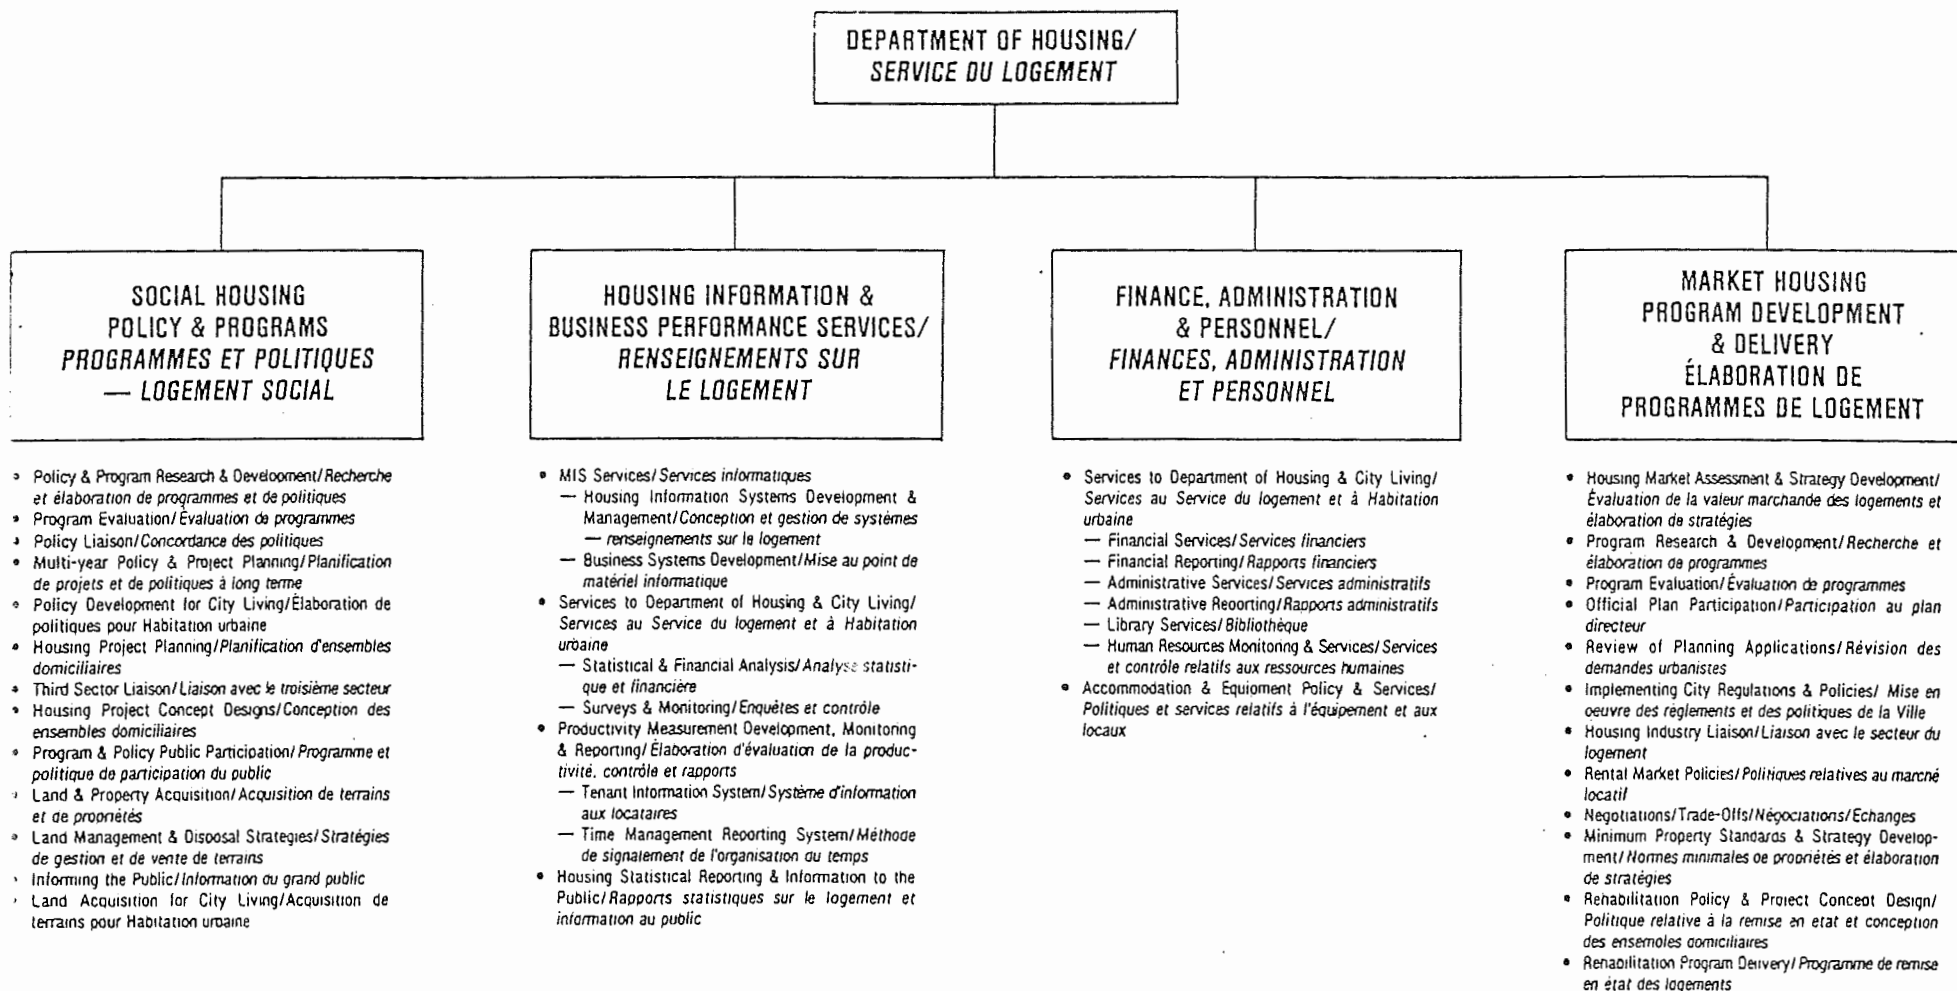 DEPARTMENT OF HOUSING/
SERVICE DU LOGEMENT
SOCIAL HOUSING
POLICY & PROGRAMS
PROGRAMMES ET POLITIQUES
— LOGEMENT SOCIAL
• Policy & Program Research & Development/Recherche
et élaboration de programmes et de politiques
• Program Evaluation/Évaluation de programmes
• Policy Liaison/Concordance des politiques
• Multi-year Policy & Project Planning/Planification
de projets et de politiques à long terme
• Policy Development for City Living/Élaboration de
politiques pour Habitation urbaine
• Housing Project Planning/Planification d'ensembles
domiciliaires
• Third Sector Liaison/Liaison avec le troisième secteur
• Housing Project Concept Designs/Conception des
ensembles domiciliaires
• Program & Policy Public Participation/Programme et
politique de participation du public
• Land & Property Acquisition/Acquisition de terrains
et de propriétés
• Land Management & Disposal Strategies/Stratégies
de gestion et de vente de terrains
• Informing the Public/Information du grand public
• Land Acquisition for City Living/Acquisition de
terrains pour Habitation urbaine
HOUSING INFORMATION &
BUSINESS PERFORMANCE SERVICES/
RENSEIGNEMENTS SUR
LE LOGEMENT
• MIS Services/Services informatiques
— Housing Information Systems Development &
Management/Conception et gestion de systèmes
— renseignements sur le logement
— Business Systems Development/Mise au point de
matériel informatique
• Services to Department of Housing & City Living/
Services au Service du logement et à Habitation
urbaine
— Statistical & Financial Analysis/Analyse statisti-
que et financière
— Surveys & Monitoring/Enquêtes et contrôle
• Productivity Measurement Development, Monitoring
& Reporting/Élaboration d'évaluation de la produc-
tivité, contrôle et rapports
— Tenant Information System/Système d'information
aux locataires
— Time Management Reporting System/Méthode
de signalement de l'organisation du temps
• Housing Statistical Reporting & Information to the
Public/Rapports statistiques sur le logement et
information au public
FINANCE, ADMINISTRATION
& PERSONNEL/
FINANCES, ADMINISTRATION
ET PERSONNEL
• Services to Department of Housing & City Living/
Services au Service du logement et à Habitation
urbaine
— Financial Services/Services financiers
— Financial Reporting/Rapports financiers
— Administrative Services/Services administratifs
— Administrative Reporting/Rapports administratifs
— Library Services/Bibliothèque
— Human Resources Monitoring & Services/Services
et contrôle relatifs aux ressources humaines
• Accommodation & Equipment Policy & Services/
Politiques et services relatifs à l'équipement et aux
locaux
MARKET HOUSING
PROGRAM DEVELOPMENT
& DELIVERY
ÉLABORATION DE
PROGRAMMES DE LOGEMENT
• Housing Market Assessment & Strategy Development/
Évaluation de la valeur marchande des logements et
élaboration de stratégies
• Program Research & Development/Recherche et
élaboration de programmes
• Program Evaluation/Évaluation de programmes
• Official Plan Participation/Participation au plan
directeur
• Review of Planning Applications/Révision des
demandes urbanistes
• Implementing City Regulations & Policies/ Mise en
oeuvre des règlements et des politiques de la Ville
• Housing Industry Liaison/Liaison avec le secteur du
logement
• Rental Market Policies/Politiques relatives au marché
locatif
• Negotiations/Trade-Offs/Négociations/Echanges
• Minimum Property Standards & Strategy Develop-
ment/Normes minimales de propriétés et élaboration
de stratégies
• Rehabilitation Policy & Project Concept Design/
Politique relative à la remise en état et conception
des ensembles domiciliaires
• Rehabilitation Program Delivery/Programme de remise
en état des logements